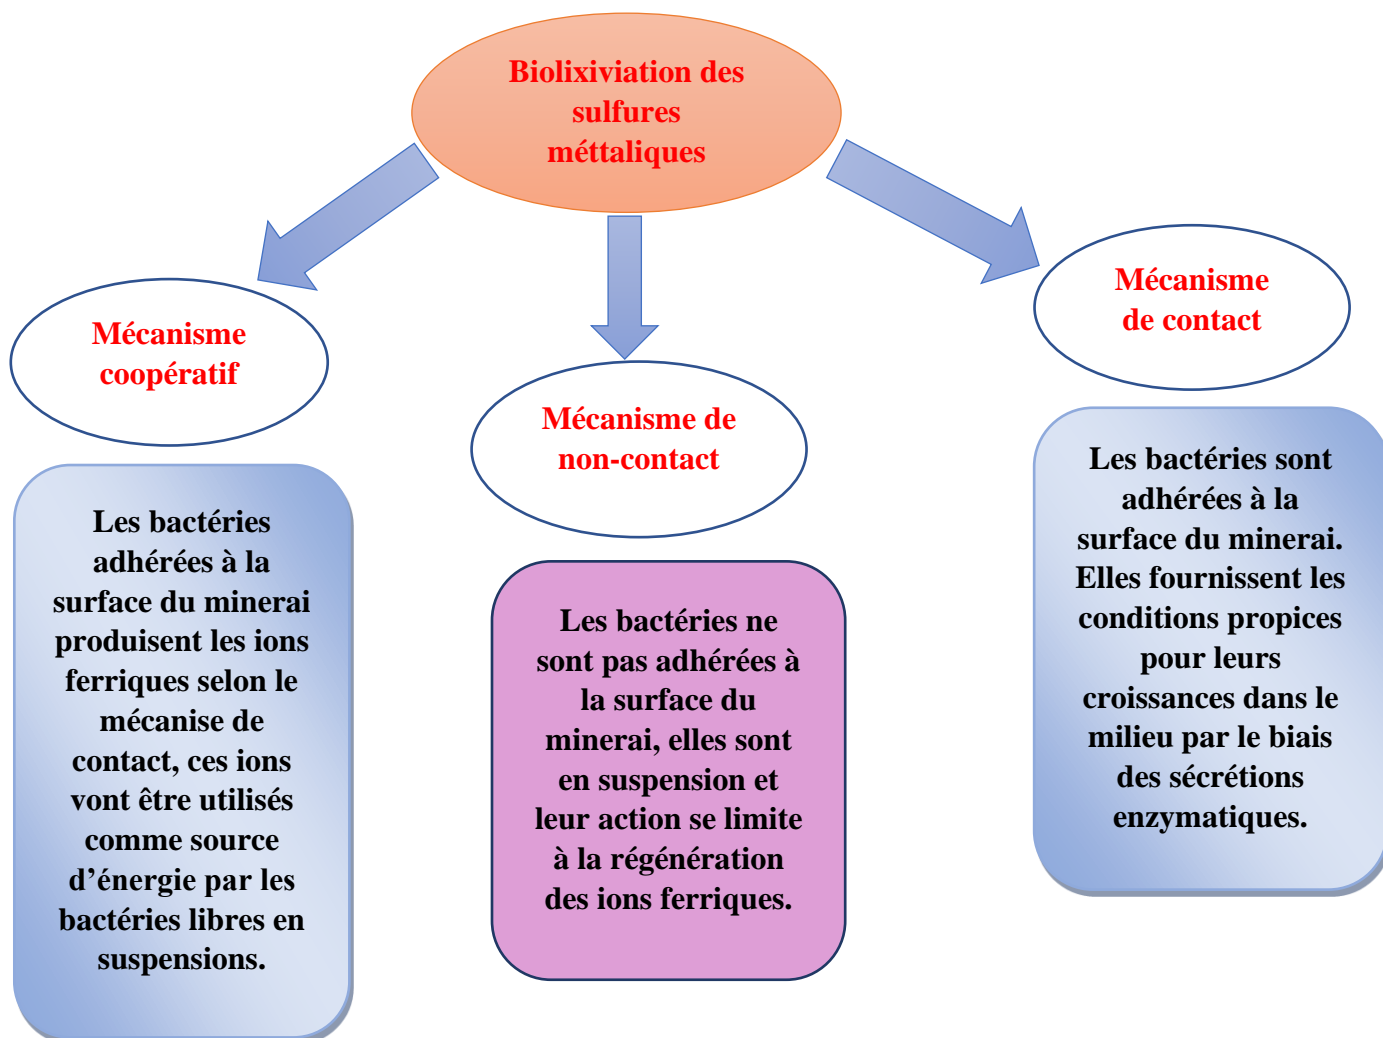 Biolixiviation des
sulfures
méttaliques
Mécanisme
coopératif
Les bactéries
adhérées à la
surface du minerai
produisent les ions
ferriques selon le
mécanise de
contact, ces ions
vont être utilisés
comme source
d’énergie par les
bactéries libres en
suspensions.
Mécanisme de
non-contact
Les bactéries ne
sont pas adhérées à
la surface du
minerai, elles sont
en suspension et
leur action se limite
à la régénération
des ions ferriques.
Mécanisme
de contact
Les bactéries sont
adhérées à la
surface du minerai.
Elles fournissent les
conditions propices
pour leurs
croissances dans le
milieu par le biais
des sécrétions
enzymatiques.